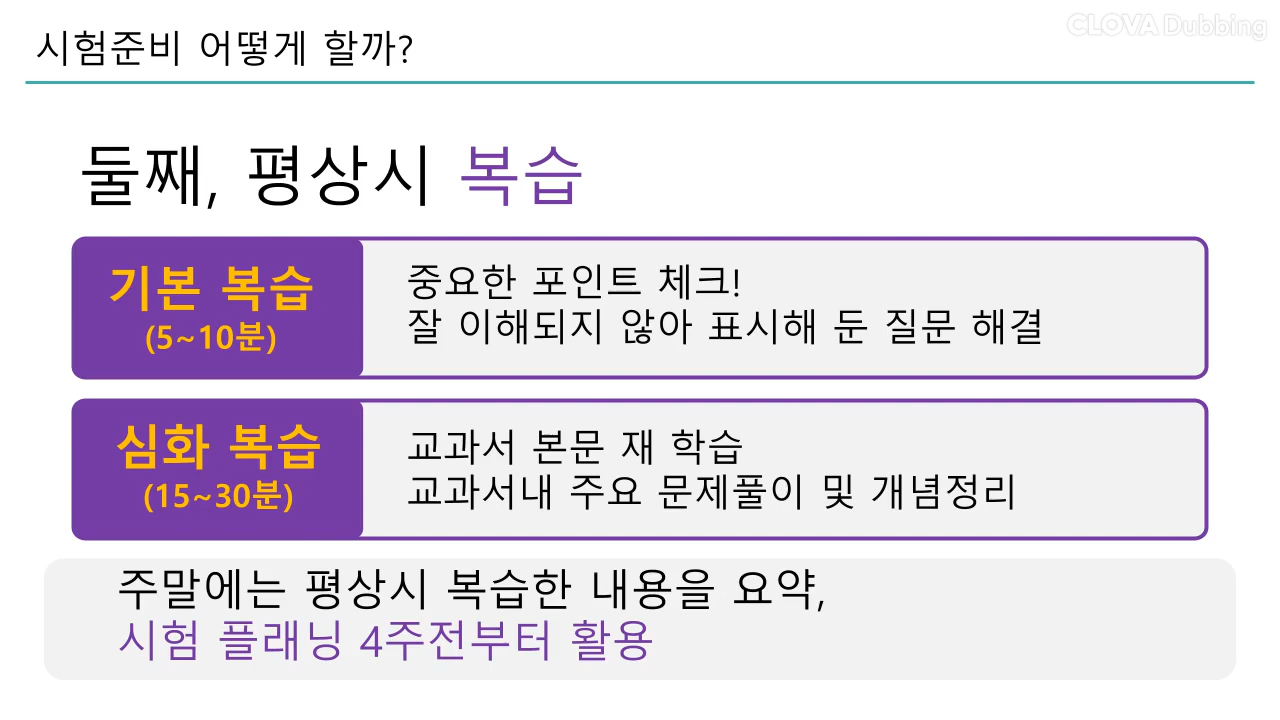 시험준비 어떻게 할까?
CLOVA Dubbing
둘째, 평상시 복습
기본 복습
(5~10분)
중요한 포인트 체크!
잘 이해되지 않아 표시해 둔 질문 해결
심화 복습
(15~30분)
교과서 본문 재 학습
교과서내 주요 문제풀이 및 개념정리
주말에는 평상시 복습한 내용을 요약,
시험 플래닝 4주전부터 활용